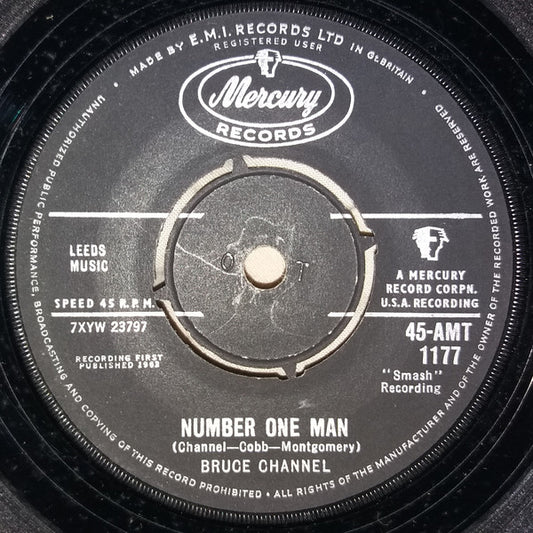 MADE BY E.M.I. RECORDS LTD IN GT.BRITAIN
REGISTERED USER
Mercury
RECORDS
LEEDS
MUSIC
SPEED 45 R.P.M.
7XYW 23797
RECORDING FIRST
PUBLISHED 1962
A MERCURY
RECORD CORPN.
U.S.A. RECORDING
45-AMT
1177
"Smash"
Recording
NUMBER ONE MAN
(Channel—Cobb—Montgomery)
BRUCE CHANNEL
UNAUTHORIZED PUBLIC PERFORMANCE, BROADCASTING AND COPYING OF THIS RECORD PROHIBITED • ALL RIGHTS OF THE MANUFACTURER AND OF THE OWNER OF THE RECORDED WORK ARE RESERVED